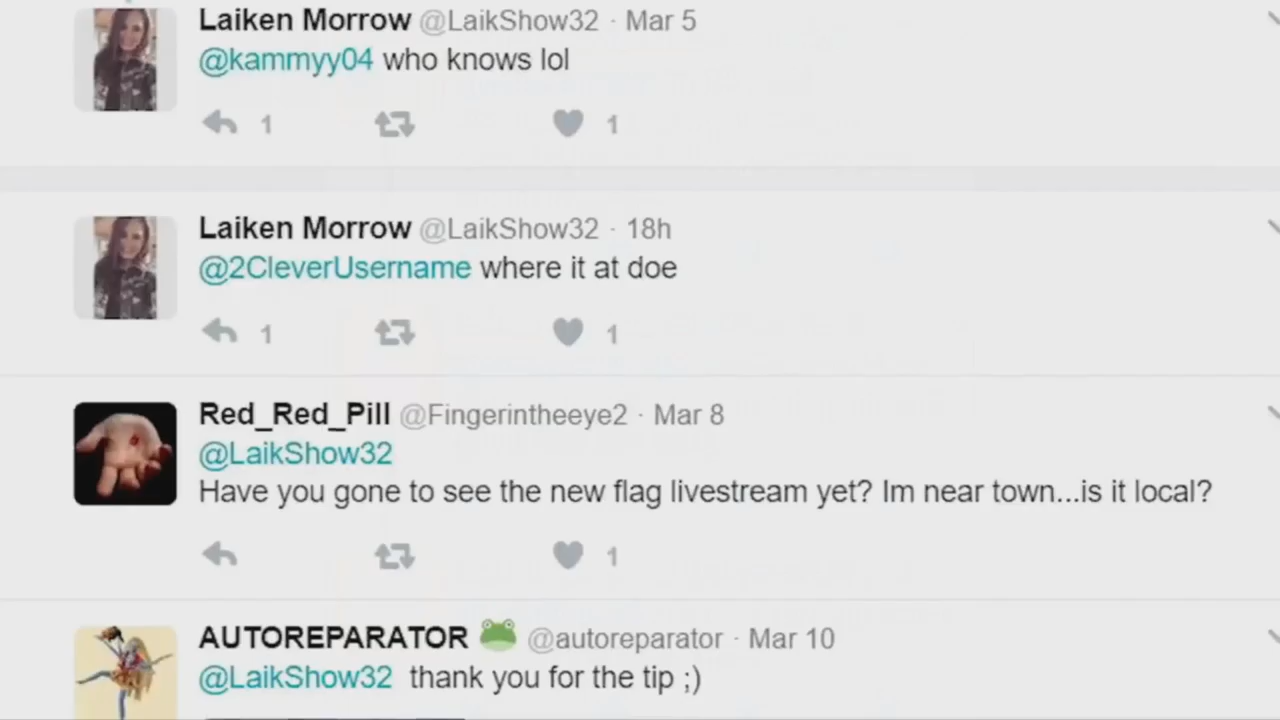 Laiken Morrow @LaikShow32 · Mar 5
@kammyy04 who knows lol
1 1
Laiken Morrow @LaikShow32 · 18h
@2CleverUsername where it at doe
1 1
Red_Red_Pill @Fingerintheeye2 · Mar 8
@LaikShow32
Have you gone to see the new flag livestream yet? Im near town...is it local?
1
AUTOREPARATOR 🐸 @autoreparator · Mar 10
@LaikShow32 thank you for the tip ;)